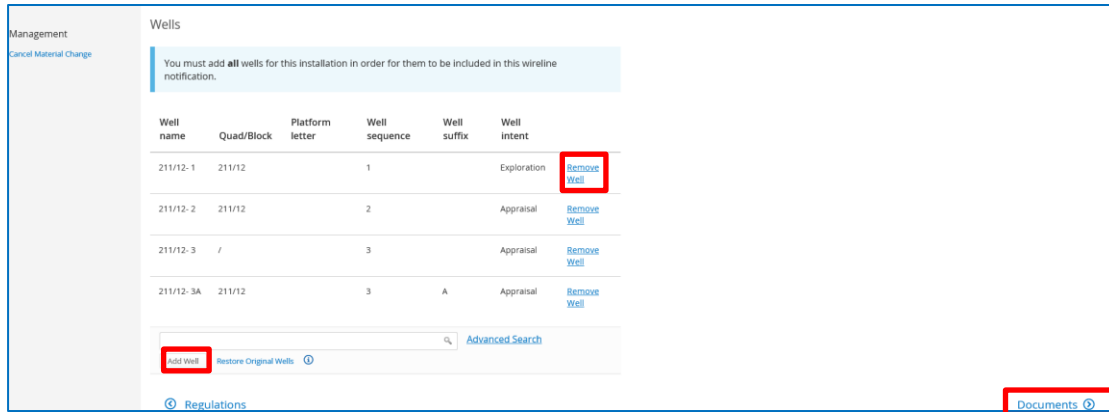 Management
Cancel Material Change
Wells
You must add all wells for this installation in order for them to be included in this wireline
notification.
Well name Quad/Block Platform letter Well sequence Well suffix Well intent
211/12- 1 211/12 1 Exploration Remove Well
211/12- 2 211/12 2 Appraisal Remove Well
211/12- 3 / 3 Appraisal Remove Well
211/12- 3A 211/12 3 A Appraisal Remove Well
Advanced Search
Add Well Restore Original Wells
Regulations Documents